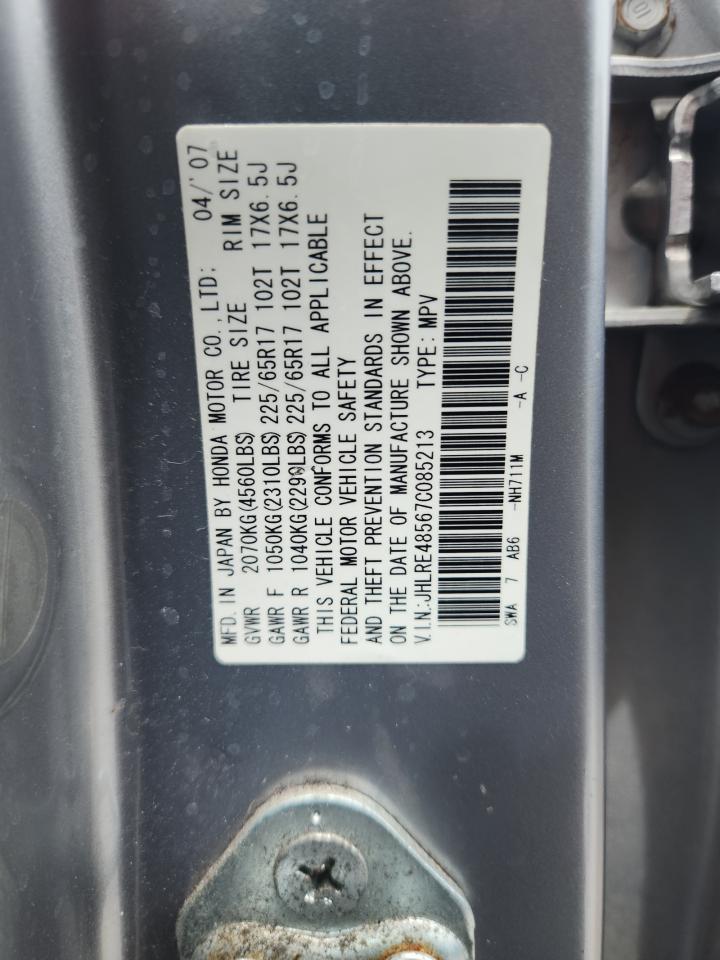 MFD. IN JAPAN BY HONDA MOTOR CO., LTD: 04/'07
GVWR 2070KG(4560LBS) TIRE SIZE RIM SIZE
GAWR F 1050KG(2310LBS) 225/65R17 102T 17X6.5J
GAWR R 1040KG(2290LBS) 225/65R17 102T 17X6.5J
THIS VEHICLE CONFORMS TO ALL APPLICABLE
FEDERAL MOTOR VEHICLE SAFETY
AND THEFT PREVENTION STANDARDS IN EFFECT
ON THE DATE OF MANUFACTURE SHOWN ABOVE.
V.I.N.:JHLRE48567C085213 TYPE: MPV
SWA 7 AB6 -NH711M -A -C